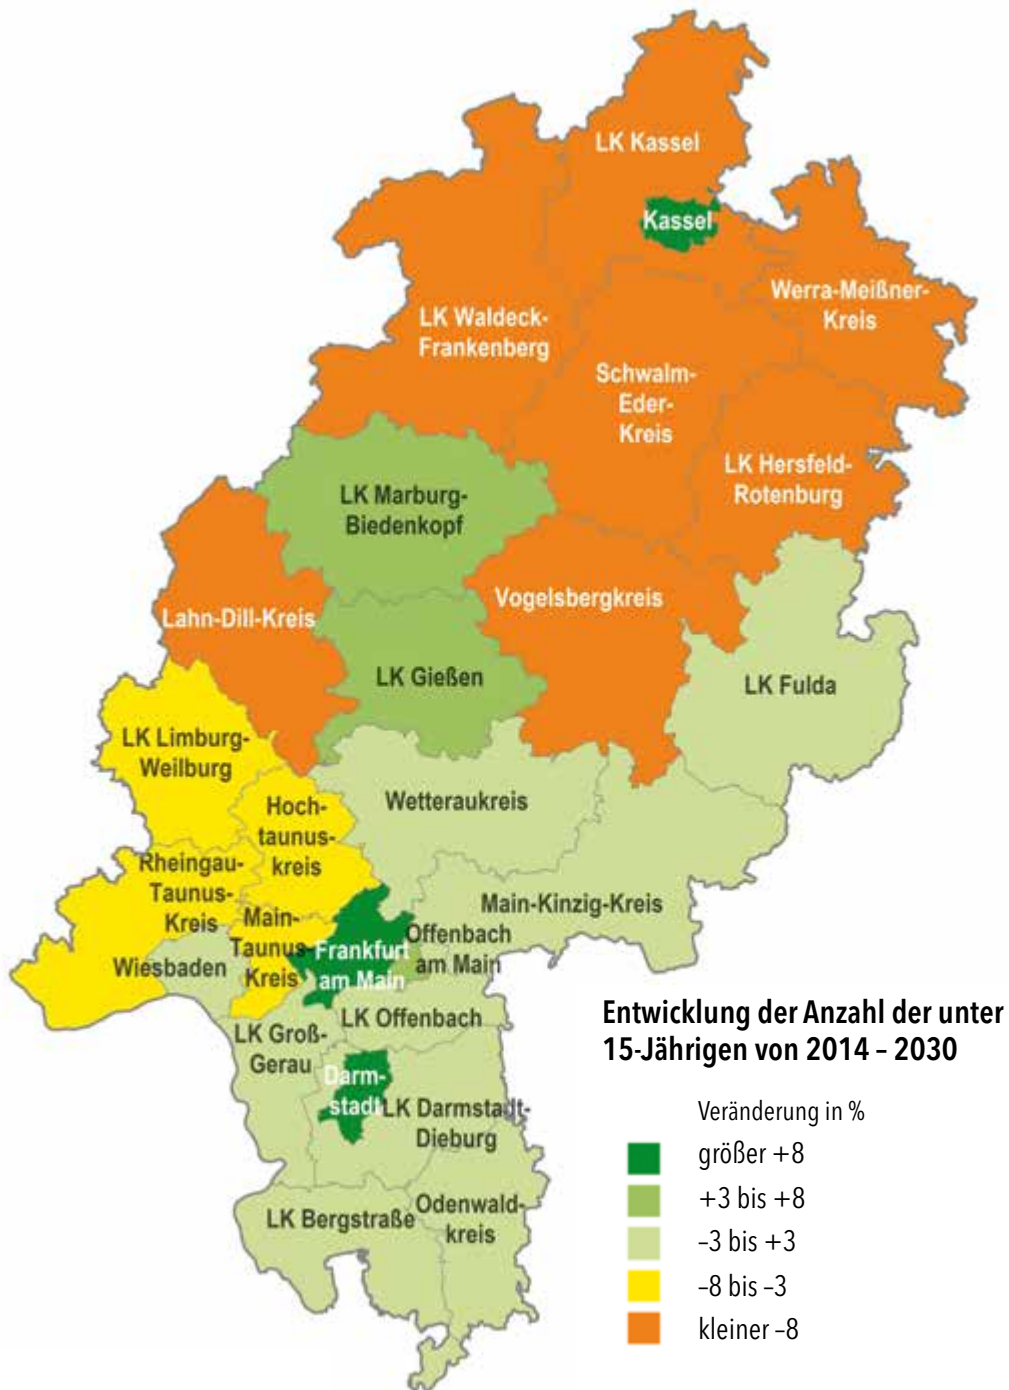 LK Kassel
Kassel
Werra-Meißner-
Kreis
LK Waldeck-
Frankenberg
Schwalm-
Eder-
Kreis
LK Hersfeld-
Rotenburg
LK Marburg-
Biedenkopf
Vogelsbergkreis
Lahn-Dill-Kreis
LK Gießen
LK Fulda
LK Limburg-
Weilburg
Wetteraukreis
Hoch-
taunus-
kreis
Rheingau-
Taunus-
Kreis
Main-Kinzig-Kreis
Main-
Taunus-
Kreis
Frankfurt
am Main
Offenbach
am Main
Wiesbaden
LK Offenbach
LK Groß-
Gerau
Darm-
stadt
LK Darmstadt-
Dieburg
Odenwald-
kreis
LK Bergstraße
Entwicklung der Anzahl der unter
15-Jährigen von 2014 – 2030
Veränderung in %
größer +8
+3 bis +8
–3 bis +3
–8 bis –3
kleiner –8